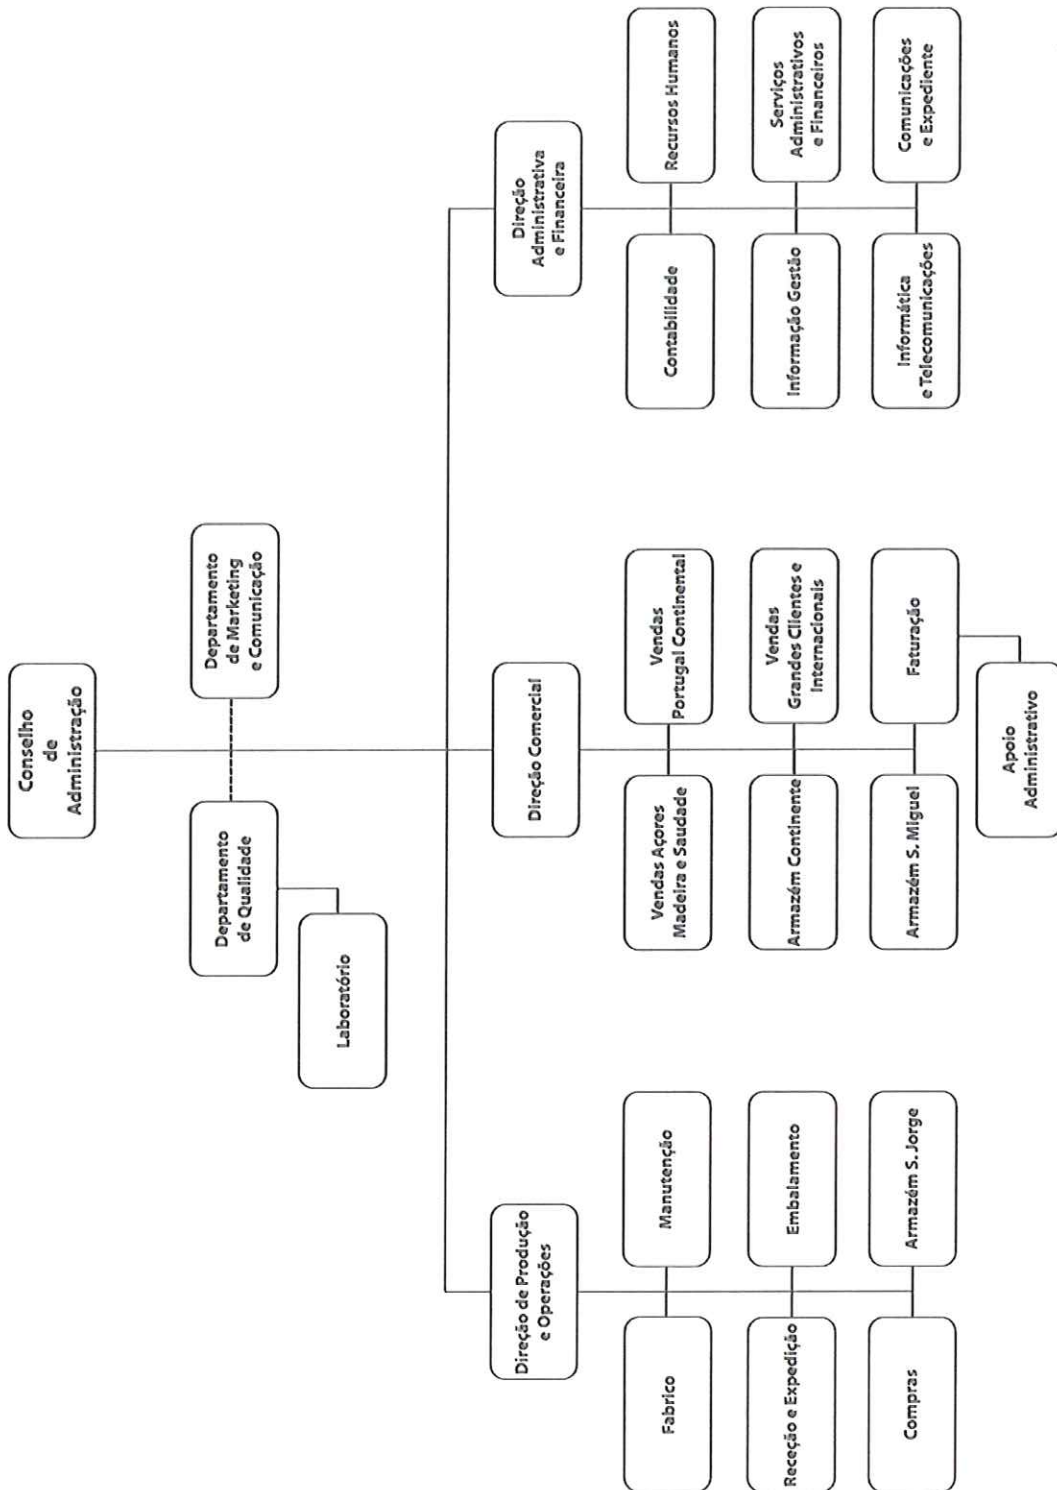 Conselho
de
Administração
Departamento
de Qualidade
Departamento
de Marketing
e Comunicação
Laboratório
Direção de Produção
e Operações
Direção Comercial
Direção
Administrativa
e Financeira
Fabrico
Manutenção
Receção e Expedição
Embalamento
Compras
Armazém S. Jorge
Vendas Açores
Madeira e Saudade
Vendas
Portugal Continental
Armazém Continente
Vendas
Grandes Clientes e
Internacionais
Armazém S. Miguel
Faturação
Apoio
Administrativo
Contabilidade
Recursos Humanos
Informação Gestão
Serviços
Administrativos
e Financeiros
Informática
e Telecomunicações
Comunicações
e Expediente